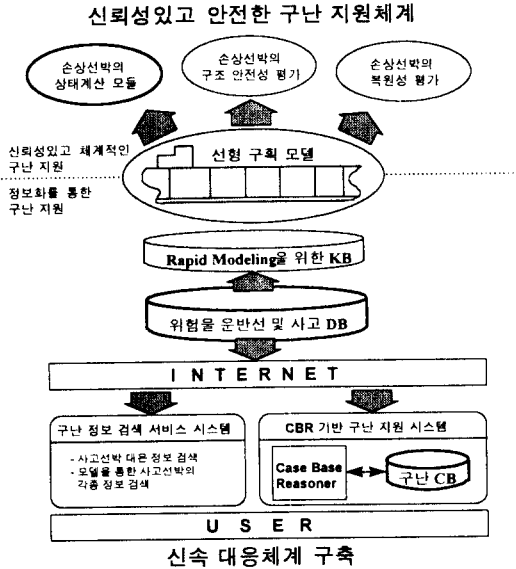 신뢰성있고 안전한 구난 지원체계
손상선박의
상태계산 모듈
손상선박의
구조 안전성 평가
손상선박의
복원성 평가
선형 구획 모델
신뢰성있고 체계적인
구난 지원
정보화를 통한
구난 지원
Rapid Modeling을 위한 KB
위험물 운반선 및 사고 DB
INTERNET
구난 정보 검색 서비스 시스템
- 사고선박 대응 정보 검색
- 모델을 통한 사고선박의
각종 정보 검색
CBR 기반 구난 지원 시스템
Case Base
Reasoner
구난 CB
USER
신속 대응체계 구축